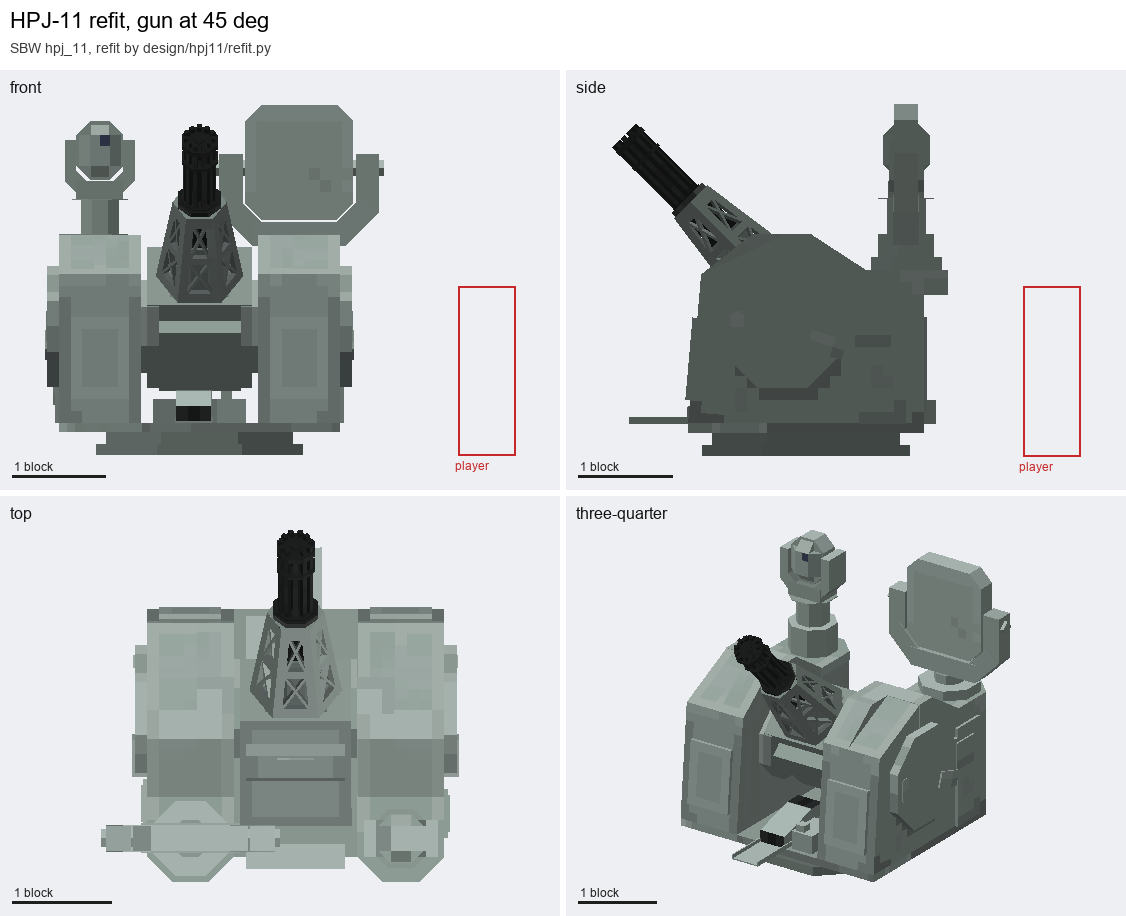 HPJ-11 refit, gun at 45 deg
SBW hpj_11, refit by design/hpj11/refit.py
front
side
1 block
player
1 block
player
top
three-quarter
1 block
1 block